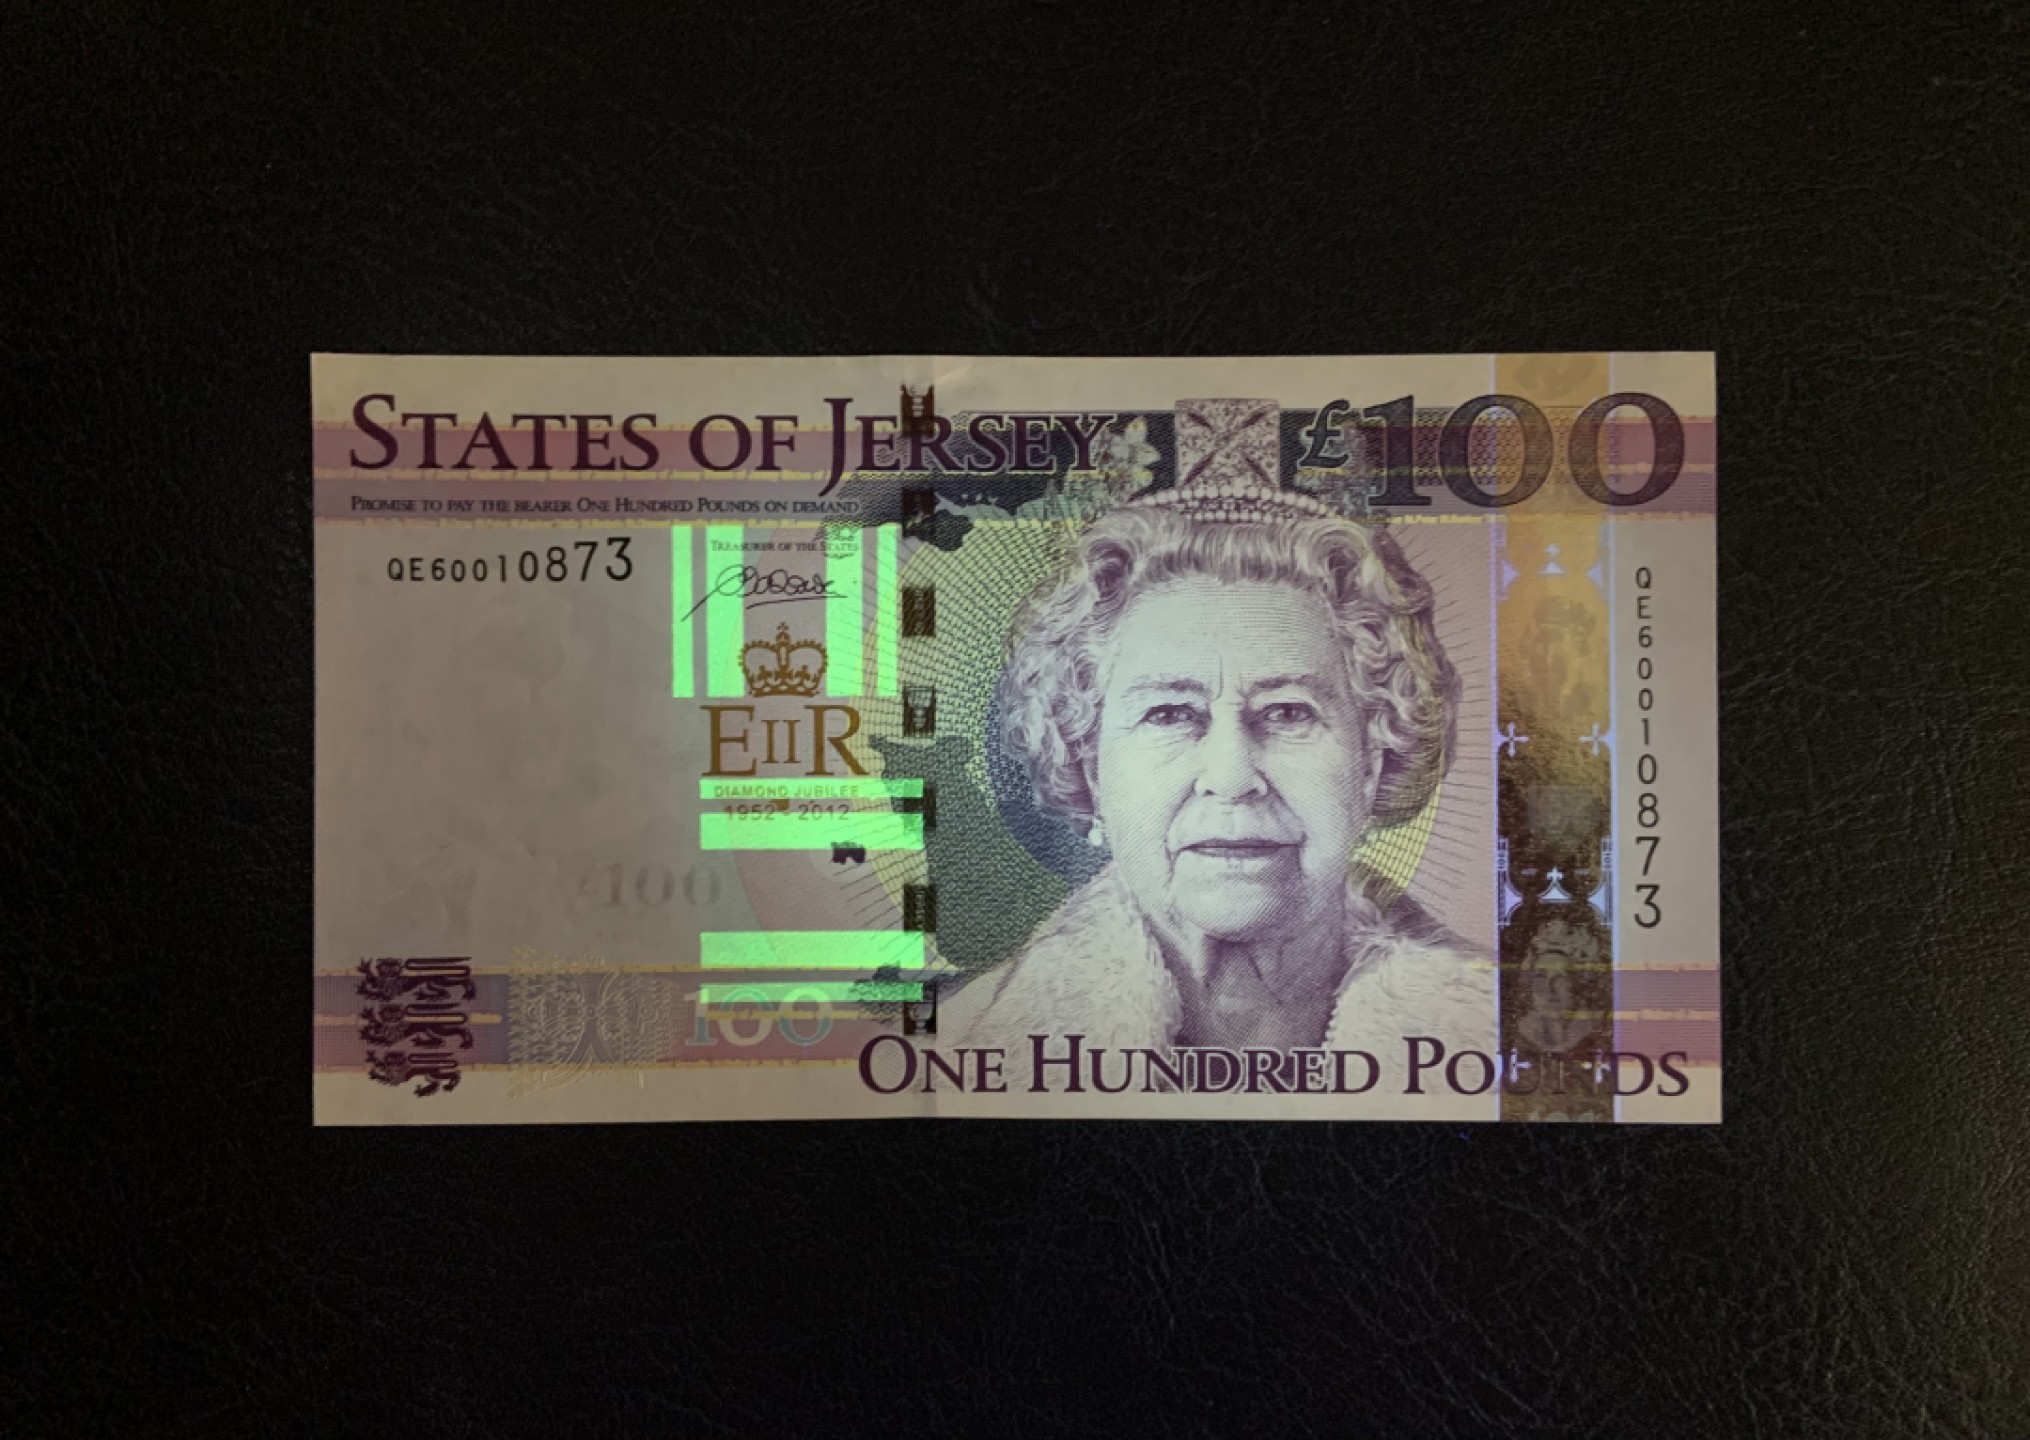 STATES OF JERSEY £100
PROMISE TO PAY THE BEARER ONE HUNDRED POUNDS ON DEMAND
TREASURER OF THE STATES
QE60010873
QE60010873
EIIR
DIAMOND JUBILEE
1952 - 2012
£100
100
ONE HUNDRED POUNDS